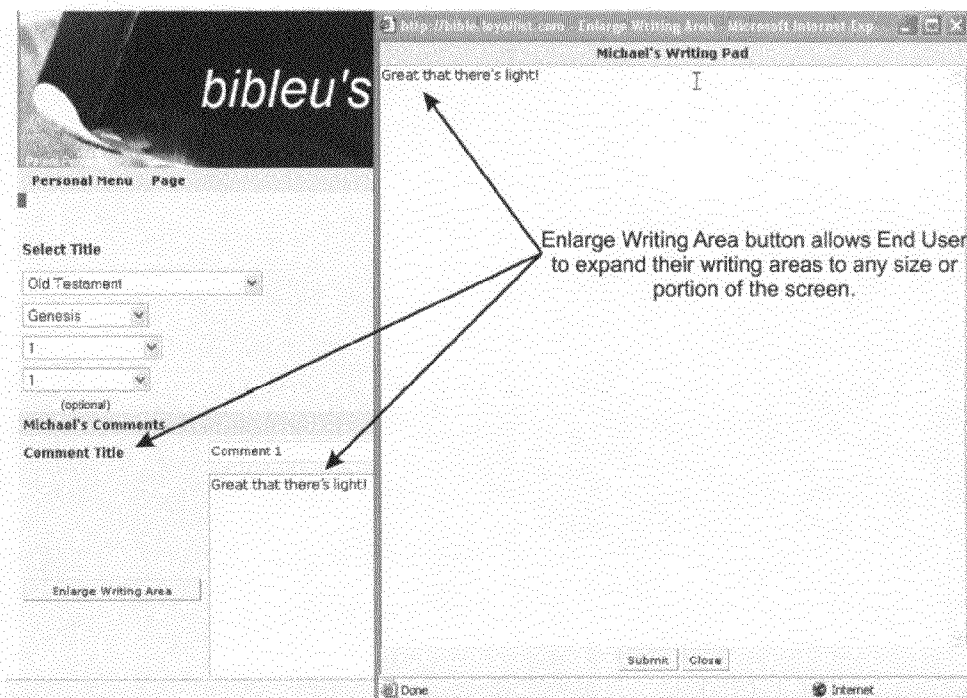 bibleu's
Personal Menu Page
Select Title
Old Testament
Genesis
1
1
(optional)
Michael's Comments
Comment Title
Comment 1
Great that there's light!
Enlarge Writing Area
Enlarge Writing Area - Microsoft Internet Exp
Michael's Writing Pad
Great that there's light!
Enlarge Writing Area button allows End User
to expand their writing areas to any size or
portion of the screen.
Submit Close
Done
Internet